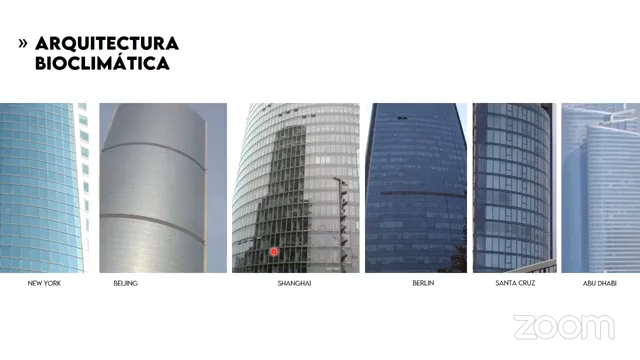 » ARQUITECTURA
BIOCLIMÁTICA
NEW YORK
BEIJING
SHANGHAI
BERLIN
SANTA CRUZ
ABU DHABI
zoom